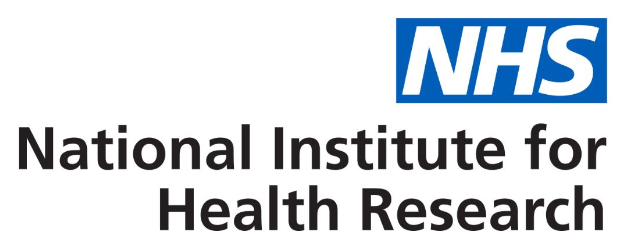 NHS
National Institute for
Health Research